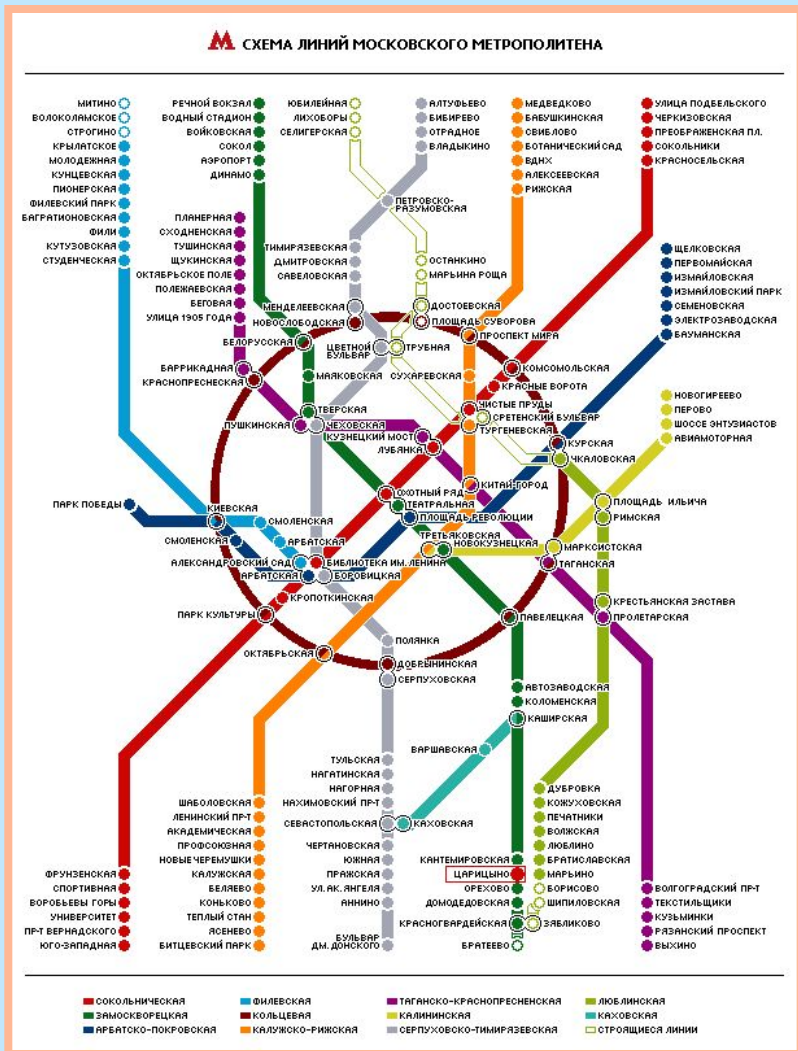 СХЕМА ЛИНИЙ МОСКОВСКОГО МЕТРОПОЛИТЕНА
МИТИНО
ВОЛОКОЛАМСКОЕ
СТРОГИНО
КРЫЛАТСКОЕ
МОЛОДЕЖНАЯ
КУНЦЕВСКАЯ
ПИОНЕРСКАЯ
ФИЛЕВСКИЙ ПАРК
БАГРАТИОНОВСКАЯ
ФИЛИ
КУТУЗОВСКАЯ
СТУДЕНЧЕСКАЯ
РЕЧНОЙ ВОКЗАЛ
ВОДНЫЙ СТАДИОН
ВОЙКОВСКАЯ
СОКОЛ
АЭРОПОРТ
ДИНАМО
ПЛАНЕРНАЯ
СХОДНЕНСКАЯ
ТУШИНСКАЯ
ЩУКИНСКАЯ
ОКТЯБРЬСКОЕ ПОЛЕ
ПОЛЕЖАЕВСКАЯ
БЕГОВАЯ
УЛИЦА 1905 ГОДА
ЮБИЛЕЙНАЯ
ЛИХОБОРЫ
СЕЛИГЕРСКАЯ
АЛТУФЬЕВО
БИБИРЕВО
ОТРАДНОЕ
ВЛАДЫКИНО
ПЕТРОВСКО-
РАЗУМОВСКАЯ
ТИМИРЯЗЕВСКАЯ
ДМИТРОВСКАЯ
САВЕЛОВСКАЯ
МЕНДЕЛЕЕВСКАЯ
НОВОСЛОБОДСКАЯ
ОСТАНКИНО
МАРЬИНА РОЩА
ДОСТОЕВСКАЯ
ПЛОЩАДЬ СУВОРОВА
МЕДВЕДКОВО
БАБУШКИНСКАЯ
СВИБЛОВО
БОТАНИЧЕСКИЙ САД
ВДНХ
АЛЕКСЕЕВСКАЯ
РИЖСКАЯ
УЛИЦА ПОДБЕЛЬСКОГО
ЧЕРКИЗОВСКАЯ
ПРЕОБРАЖЕНСКАЯ ПЛ.
СОКОЛЬНИКИ
КРАСНОСЕЛЬСКАЯ
ЩЕЛКОВСКАЯ
ПЕРВОМАЙСКАЯ
ИЗМАЙЛОВСКАЯ
ИЗМАЙЛОВСКИЙ ПАРК
СЕМЕНОВСКАЯ
ЭЛЕКТРОЗАВОДСКАЯ
БАУМАНСКАЯ
БЕЛОРУССКАЯ
ЦВЕТНОЙ
БУЛЬВАР
ТРУБНАЯ
ПРОСПЕКТ МИРА
БАРРИКАДНАЯ
КРАСНОПРЕСНЕСКАЯ
МАЯКОВСКАЯ
СУХАРЕВСКАЯ
КОМСОМОЛЬСКАЯ
КРАСНЫЕ ВОРОТА
НОВОГИРЕЕВО
ПЕРОВО
ШОССЕ ЭНТУЗИАСТОВ
АВИАМОТОРНАЯ
ТВЕРСКАЯ
ПУШКИНСКАЯ
ЧЕХОВСКАЯ
КУЗНЕЦКИЙ МОСТ
ЛУБЯНКА
ЧИСТЫЕ ПРУДЫ
СРЕТЕНСКИЙ БУЛЬВАР
ТУРГЕНЕВСКАЯ
КУРСКАЯ
ЧКАЛОВСКАЯ
КИТАЙ-ГОРОД
ОХОТНЫЙ РЯД
ТЕАТРАЛЬНАЯ
ПЛОЩАДЬ РЕВОЛЮЦИИ
ПЛОЩАДЬ ИЛЬИЧА
РИМСКАЯ
ПАРК ПОБЕДЫ
КИЕВСКАЯ
СМОЛЕНСКАЯ
СМОЛЕНСКАЯ
АРБАТСКАЯ
ТРЕТЬЯКОВСКАЯ
НОВОКУЗНЕЦКАЯ
МАРКСИСТСКАЯ
ТАГАНСКАЯ
АЛЕКСАНДРОВСКИЙ САД
БИБЛИОТЕКА ИМ. ЛЕНИНА
АРБАТСКАЯ
БОРОВИЦКАЯ
КРОПОТКИНСКАЯ
ПАРК КУЛЬТУРЫ
КРЕСТЬЯНСКАЯ ЗАСТАВА
ПРОЛЕТАРСКАЯ
ПАВЕЛЕЦКАЯ
ПОЛЯНКА
ОКТЯБРЬСКАЯ
ДОБРЫНИНСКАЯ
СЕРПУХОВСКАЯ
АВТОЗАВОДСКАЯ
КОЛОМЕНСКАЯ
КАШИРСКАЯ
ВАРШАВСКАЯ
КАХОВСКАЯ
ТУЛЬСКАЯ
НАГАТИНСКАЯ
НАГОРНАЯ
НАХИМОВСКИЙ ПР-Т
СЕВАСТОПОЛЬСКАЯ
ЧЕРТАНОВСКАЯ
ЮЖНАЯ
ПРАЖСКАЯ
УЛ. АК. ЯНГЕЛЯ
АННИНО
БУЛЬВАР
ДМ. ДОНСКОГО
ШАБОЛОВСКАЯ
ЛЕНИНСКИЙ ПР-Т
АКАДЕМИЧЕСКАЯ
ПРОФСОЮЗНАЯ
НОВЫЕ ЧЕРЕМУШКИ
КАЛУЖСКАЯ
БЕЛЯЕВО
КОНЬКОВО
ТЕПЛЫЙ СТАН
ЯСЕНЕВО
БИТЦЕВСКИЙ ПАРК
ФРУНЗЕНСКАЯ
СПОРТИВНАЯ
ВОРОБЬЕВЫ ГОРЫ
УНИВЕРСИТЕТ
ПР-Т ВЕРНАДСКОГО
ЮГО-ЗАПАДНАЯ
КАНТЕМИРОВСКАЯ
ЦАРИЦЫНО
ОРЕХОВО
ДОМОДЕДОВСКАЯ
КРАСНОГВАРДЕЙСКАЯ
БРАТЕЕВО
ДУБРОВКА
КОЖУХОВСКАЯ
ПЕЧАТНИКИ
ВОЛЖСКАЯ
ЛЮБЛИНО
БРАТИСЛАВСКАЯ
МАРЬИНО
БОРИСОВО
ШИПИЛОВСКАЯ
ЗЯБЛИКОВО
ВОЛГОГРАДСКИЙ ПР-Т
ТЕКСТИЛЬЩИКИ
КУЗЬМИНКИ
РЯЗАНСКИЙ ПРОСПЕКТ
ВЫХИНО
СОКОЛЬНИЧЕСКАЯ
ЗАМОСКВОРЕЦКАЯ
АРБАТСКО-ПОКРОВСКАЯ
ФИЛЕВСКАЯ
КОЛЬЦЕВАЯ
КАЛУЖСКО-РИЖСКАЯ
ТАГАНСКО-КРАСНОПРЕСНЕНСКАЯ
КАЛИНИНСКАЯ
СЕРПУХОВСКО-ТИМИРЯЗЕВСКАЯ
ЛЮБЛИНСКАЯ
КАХОВСКАЯ
СТРОЯЩИЕСЯ ЛИНИИ